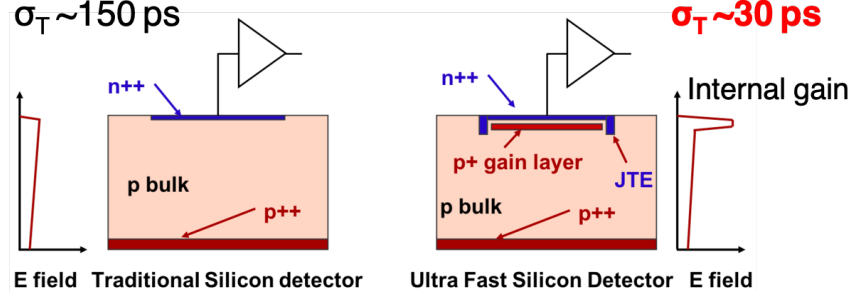 σT ~150 ps
σT ~30 ps
Internal gain
n++
n++
p+ gain layer
JTE
p bulk
p++
p bulk
p++
E field
Traditional Silicon detector
Ultra Fast Silicon Detector
E field